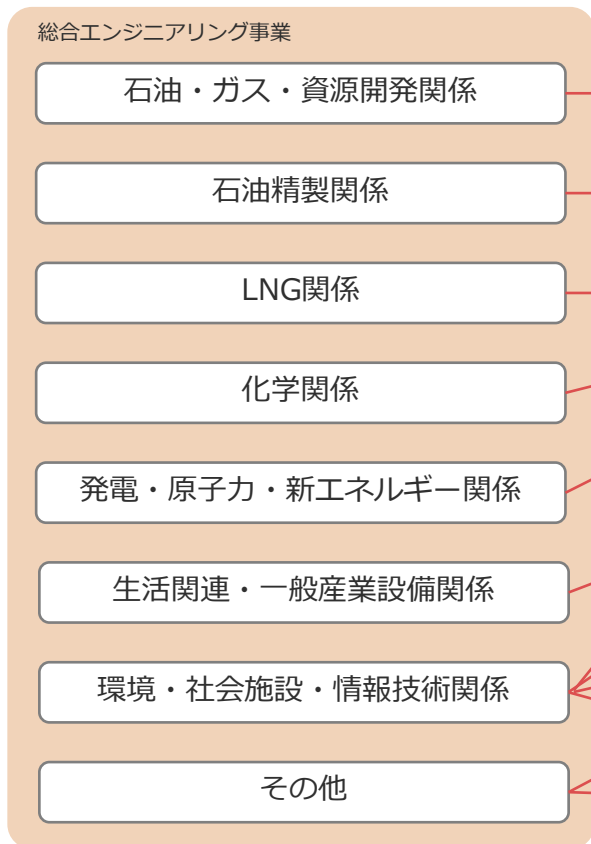 総合エンジニアリング事業
石油・ガス・資源開発関係
石油精製関係
LNG関係
化学関係
発電・原子力・新エネルギー関係
生活関連・一般産業設備関係
環境・社会施設・情報技術関係
その他